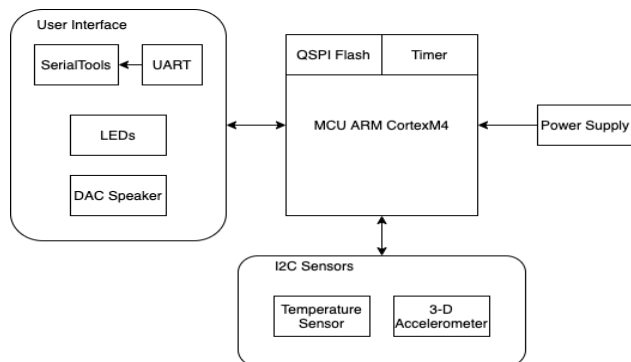 User Interface
SerialTools
UART
LEDs
DAC Speaker
QSPI Flash
Timer
MCU ARM CortexM4
Power Supply
I2C Sensors
Temperature
Sensor
3-D
Accelerometer